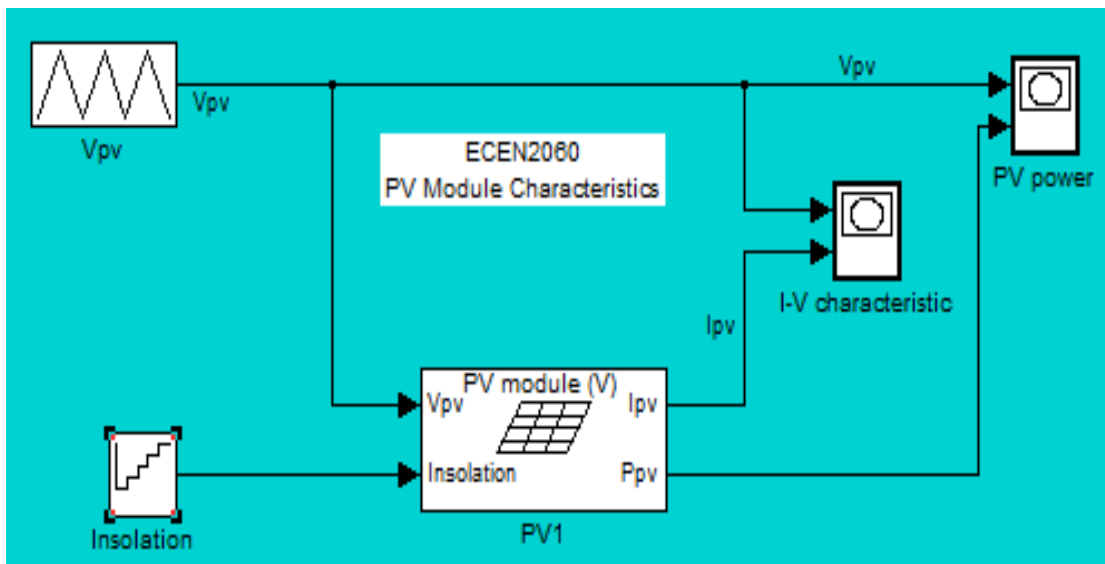 Vpv
Vpv
Vpv
ECEN2060
PV Module Characteristics
PV power
I-V characteristic
Ipv
PV module (V)
Vpv
Ipv
Insolation
Ppv
PV1
Insolation